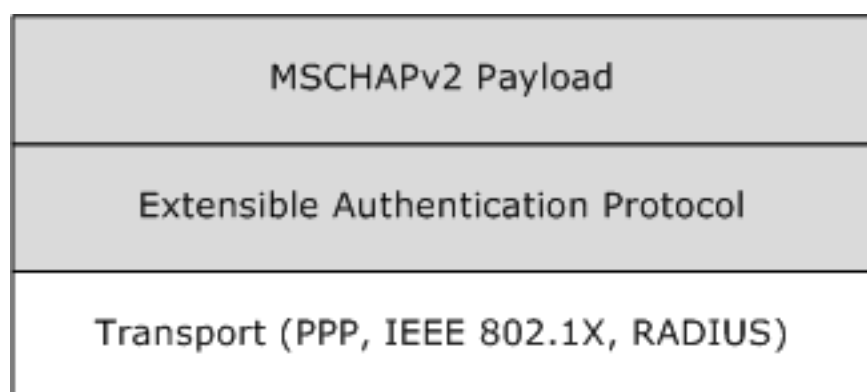 MSCHAPv2 Payload
Extensible Authentication Protocol
Transport (PPP, IEEE 802.1X, RADIUS)